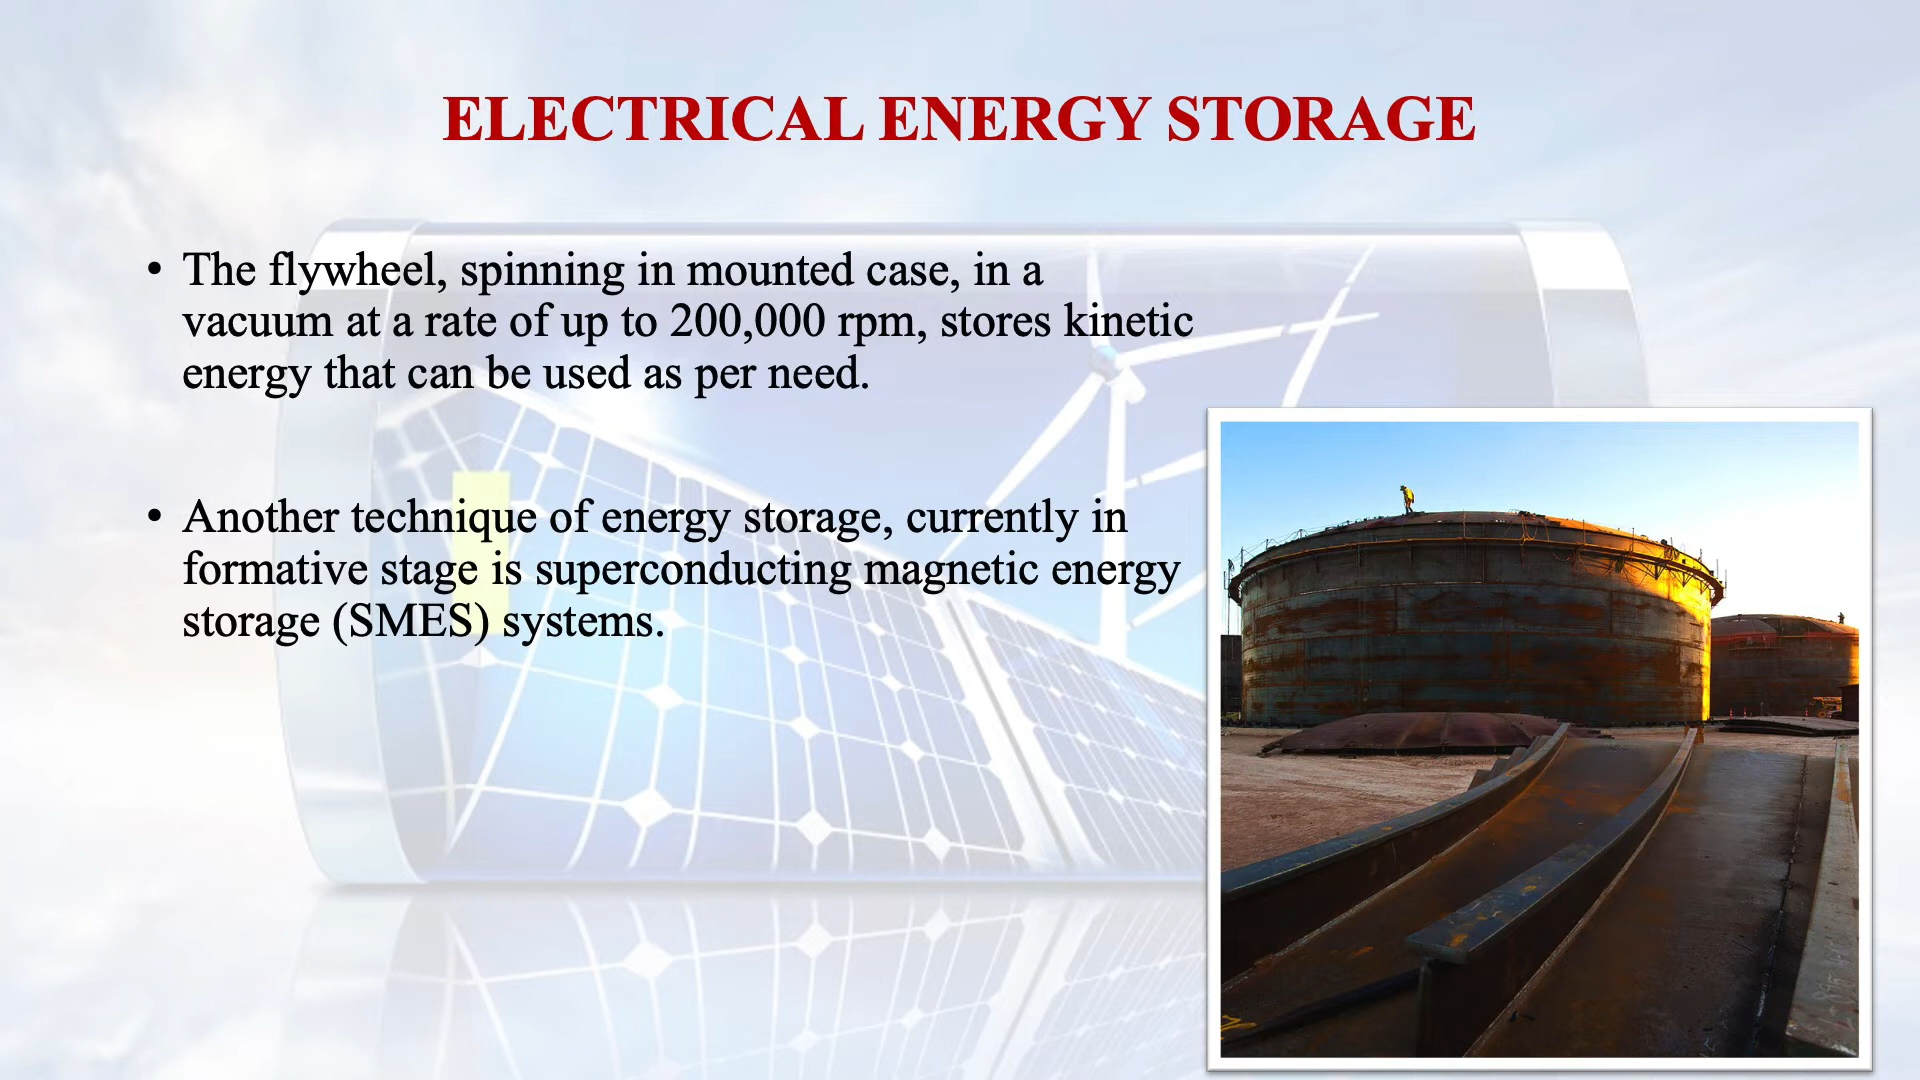 ELECTRICAL ENERGY STORAGE
• The flywheel, spinning in mounted case, in a
vacuum at a rate of up to 200,000 rpm, stores kinetic
energy that can be used as per need.
• Another technique of energy storage, currently in
formative stage is superconducting magnetic energy
storage (SMES) systems.